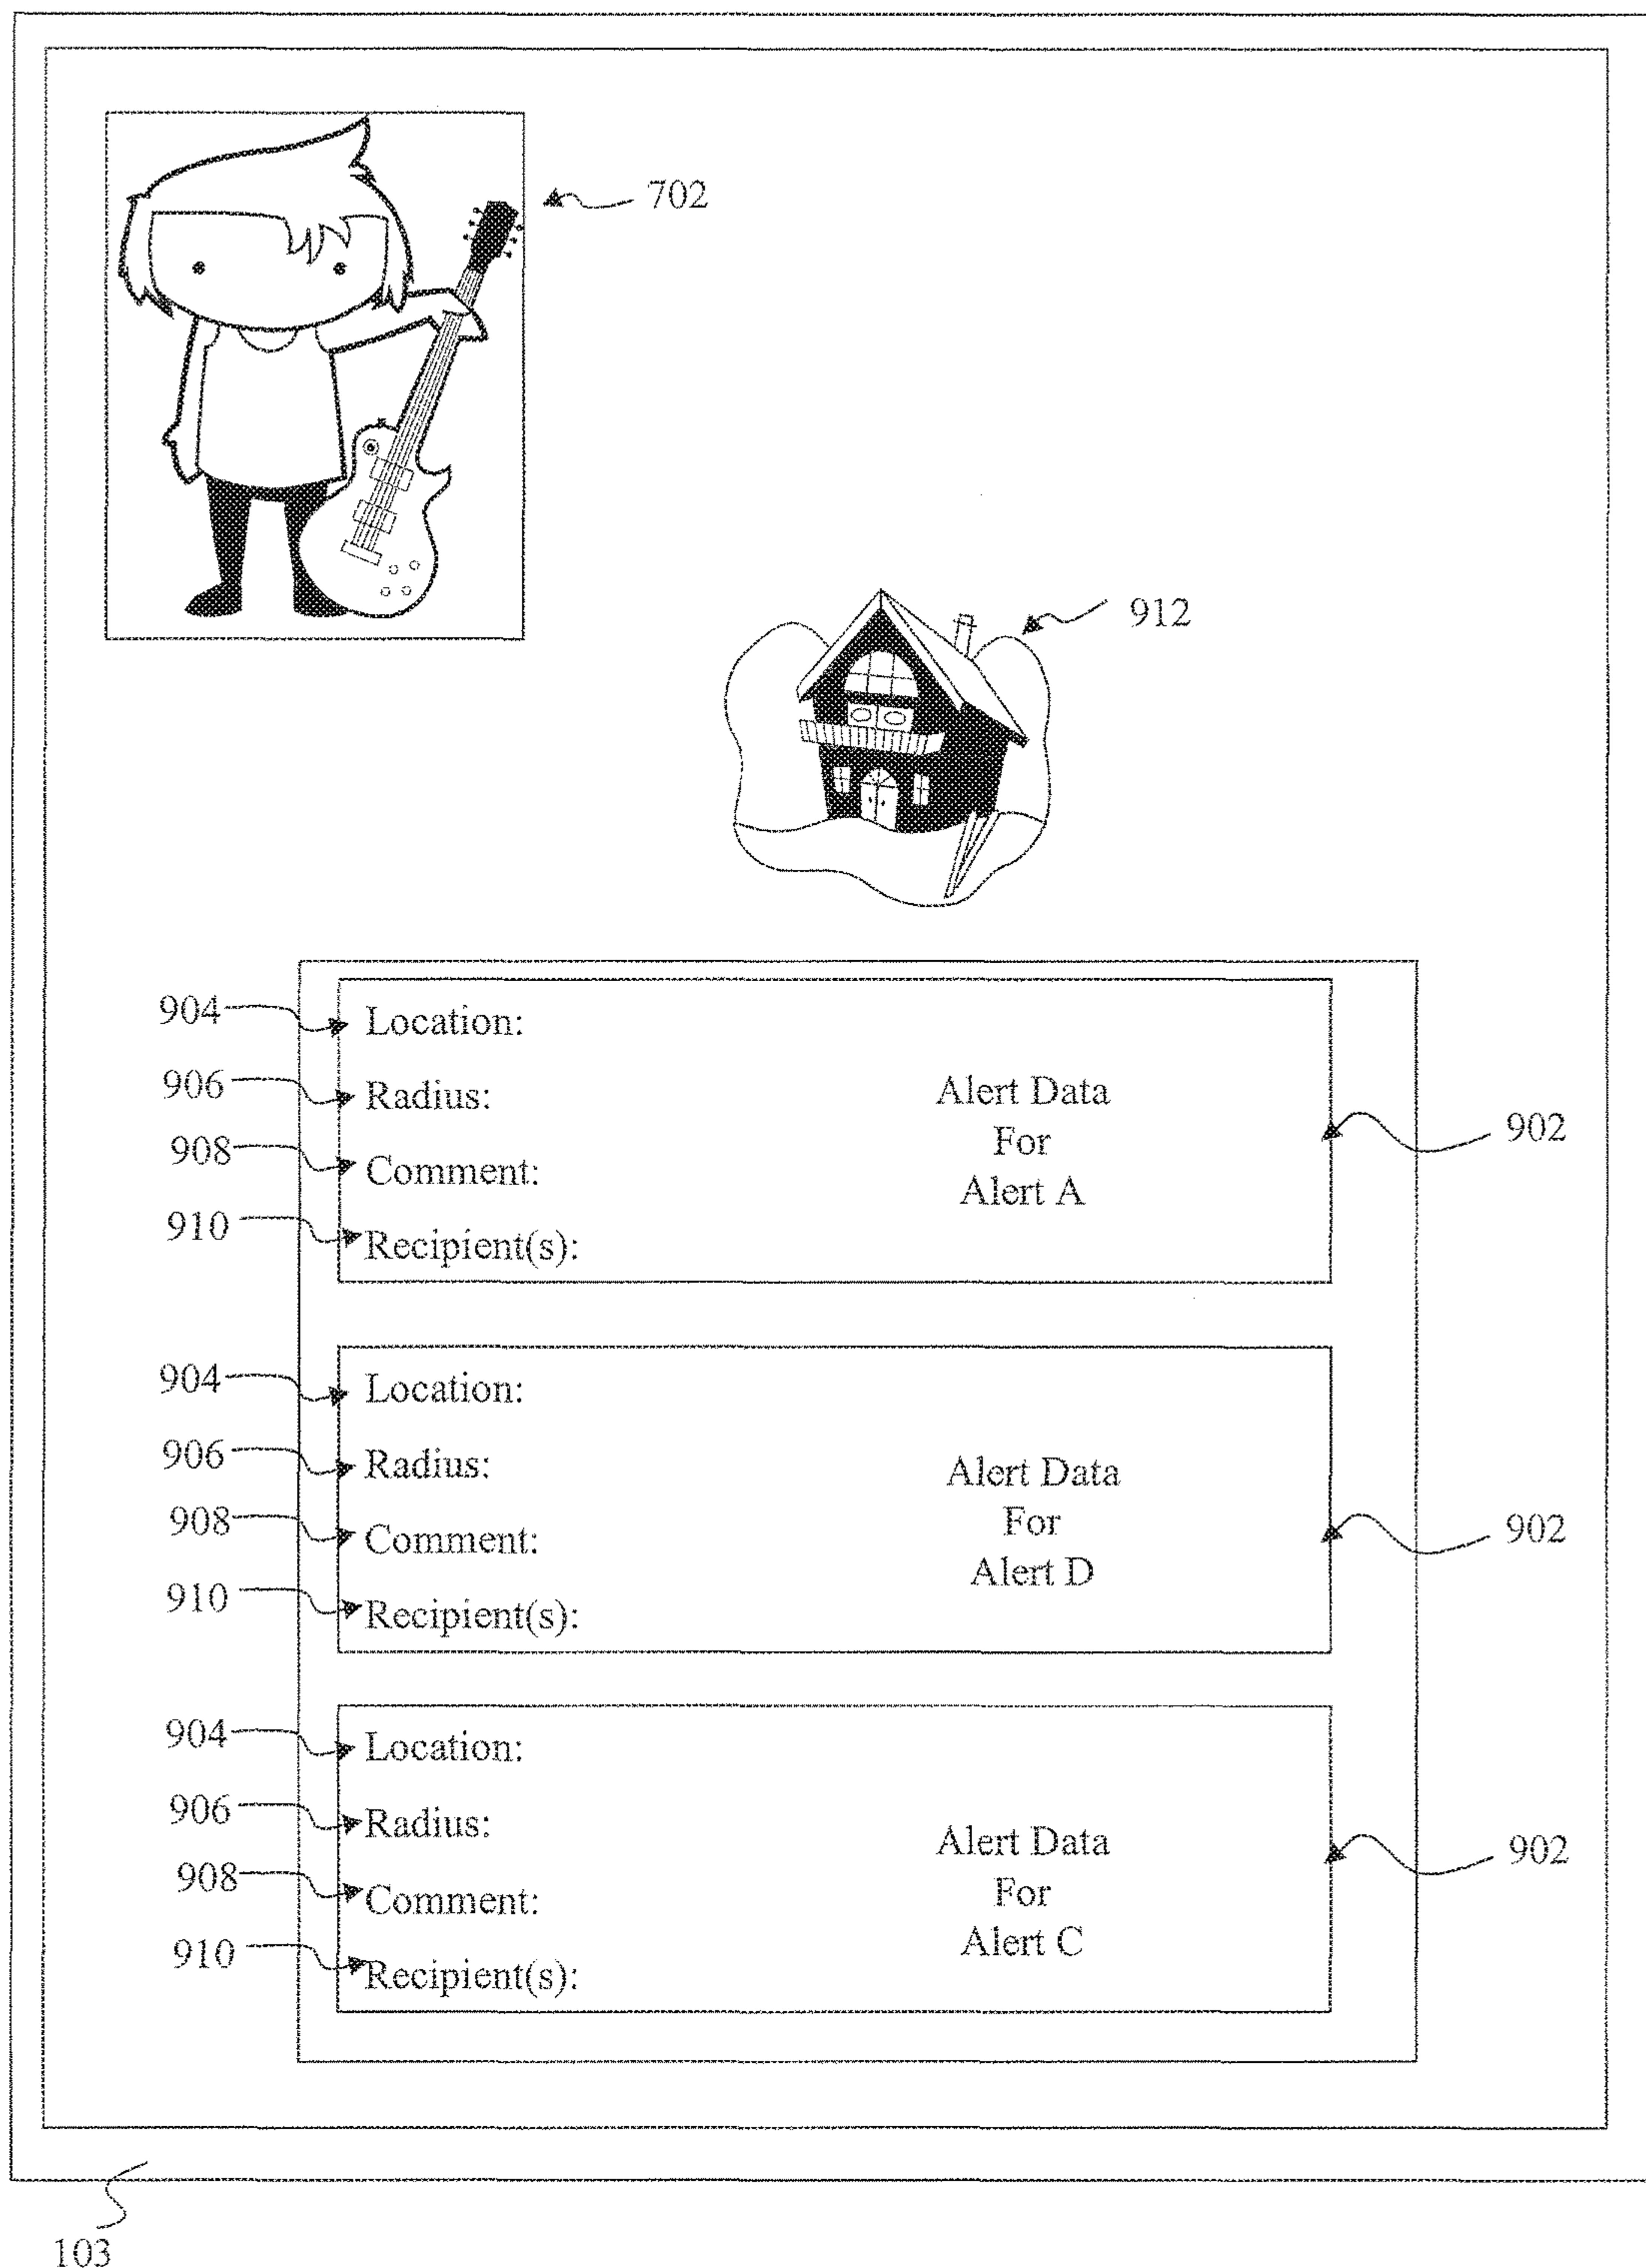 702
912
904
Location:
906
Radius:
Alert Data
For
Alert A
902
908
Comment:
910
Recipient(s):
904
Location:
906
Radius:
Alert Data
For
Alert D
902
908
Comment:
910
Recipient(s):
904
Location:
906
Radius:
Alert Data
For
Alert C
902
908
Comment:
910
Recipient(s):
103